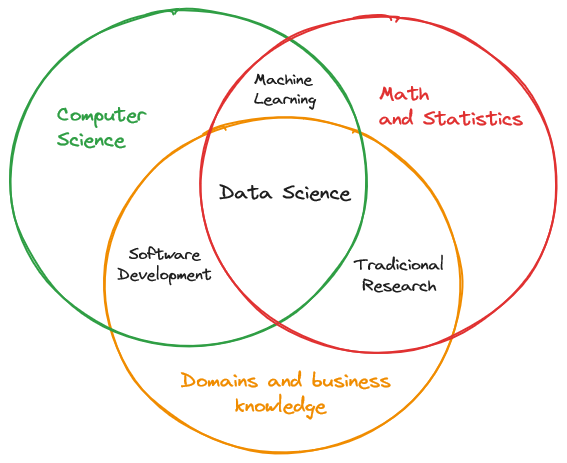 Machine
Learning
Computer
Science
Math
and Statistics
Data Science
Software
Development
Tradicional
Research
Domains and business
knowledge